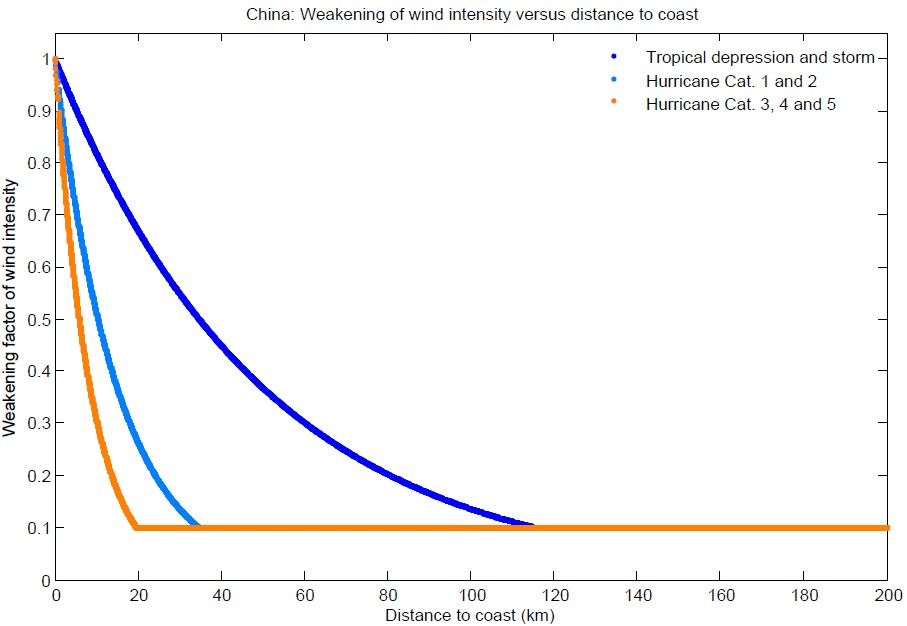 China: Weakening of wind intensity versus distance to coast
Tropical depression and storm
Hurricane Cat. 1 and 2
Hurricane Cat. 3, 4 and 5
Weakening factor of wind intensity
1
0.9
0.8
0.7
0.6
0.5
0.4
0.3
0.2
0.1
0
0 20 40 60 80 100 120 140 160 180 200
Distance to coast (km)